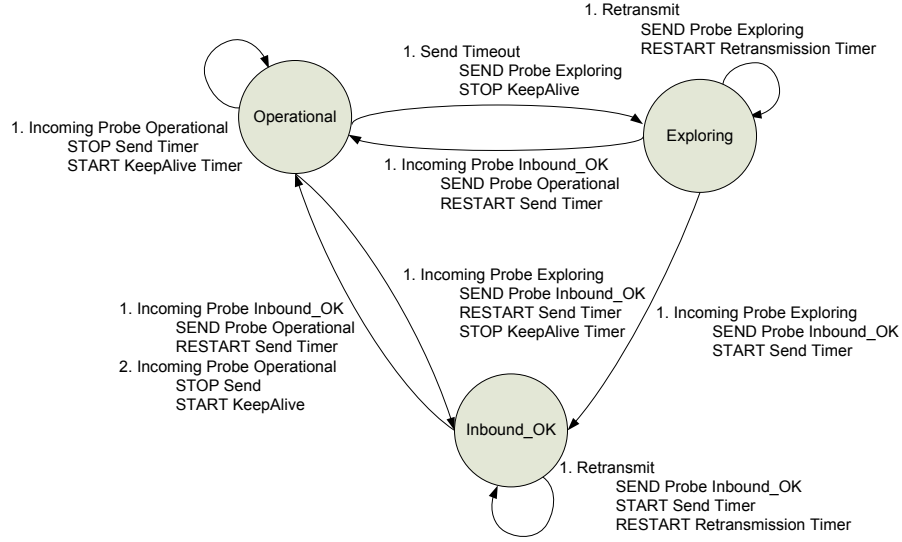 1. Retransmit
SEND Probe Exploring
RESTART Retransmission Timer
1. Send Timeout
SEND Probe Exploring
STOP KeepAlive
Operational
Exploring
1. Incoming Probe Operational
STOP Send Timer
START KeepAlive Timer
1. Incoming Probe Inbound_OK
SEND Probe Operational
RESTART Send Timer
1. Incoming Probe Exploring
SEND Probe Inbound_OK
RESTART Send Timer
STOP KeepAlive Timer
1. Incoming Probe Inbound_OK
SEND Probe Operational
RESTART Send Timer
2. Incoming Probe Operational
STOP Send
START KeepAlive
1. Incoming Probe Exploring
SEND Probe Inbound_OK
START Send Timer
Inbound_OK
1. Retransmit
SEND Probe Inbound_OK
START Send Timer
RESTART Retransmission Timer